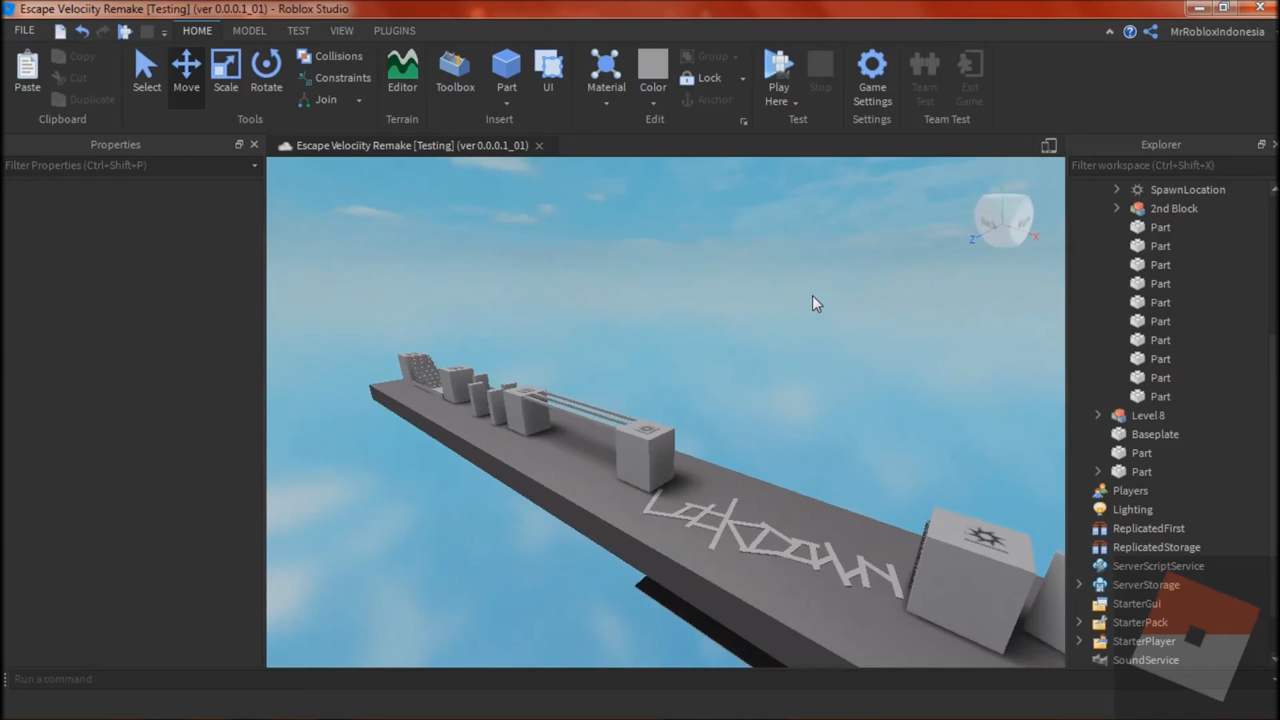 Escape Velociity Remake [Testing] (ver 0.0.0.1_01) - Roblox Studio
FILE HOME MODEL TEST VIEW PLUGINS MrRobloxIndonesia
Paste Copy Cut Duplicate
Clipboard
Select Move Scale Rotate Collisions Constraints Join
Tools
Editor
Terrain
Toolbox Part UI
Insert
Material Color Group Lock Anchor
Edit
Play Here Stop
Test
Game Settings
Settings
Team Test Exit Game
Team Test
Properties
Filter Properties (Ctrl+Shift+P)
Escape Velociity Remake [Testing] (ver 0.0.0.1_01)
Explorer
Filter workspace (Ctrl+Shift+X)
SpawnLocation
2nd Block
Part
Part
Part
Part
Part
Part
Part
Part
Part
Part
Level 8
Baseplate
Part
Part
Players
Lighting
ReplicatedFirst
ReplicatedStorage
ServerScriptService
ServerStorage
StarterGui
StarterPack
StarterPlayer
SoundService
Back
Z
X
Run a command